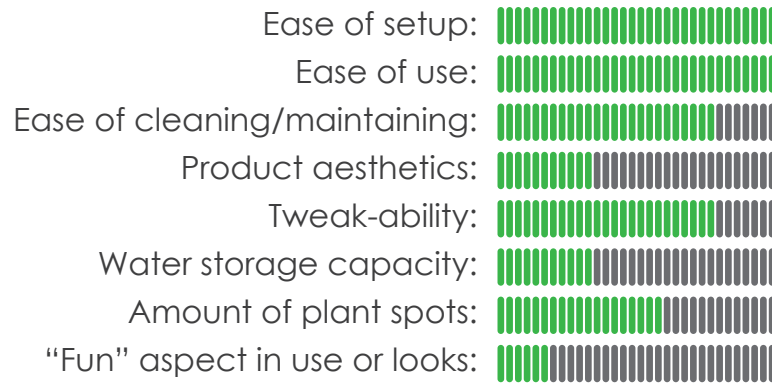 Ease of setup:
Ease of use:
Ease of cleaning/maintaining:
Product aesthetics:
Tweak-ability:
Water storage capacity:
Amount of plant spots:
“Fun” aspect in use or looks: